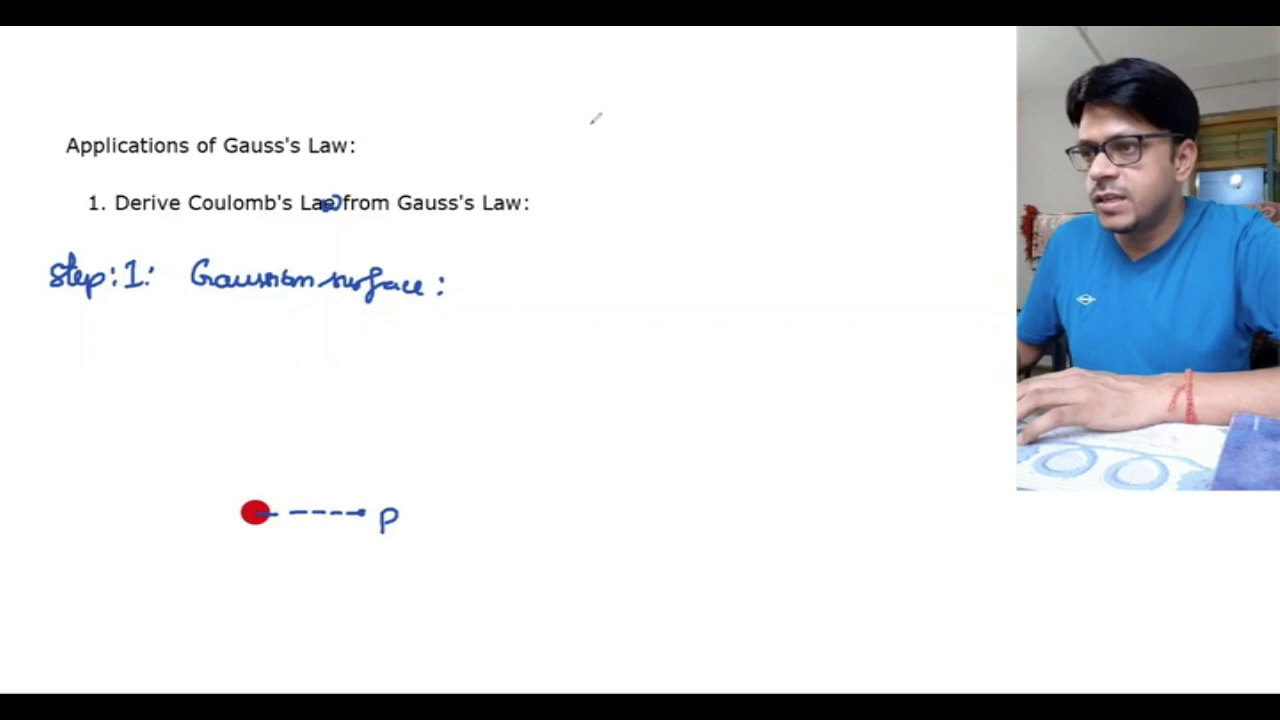 Applications of Gauss's Law:
1. Derive Coulomb's Law from Gauss's Law:
Step:1: Gaussian surface:
P